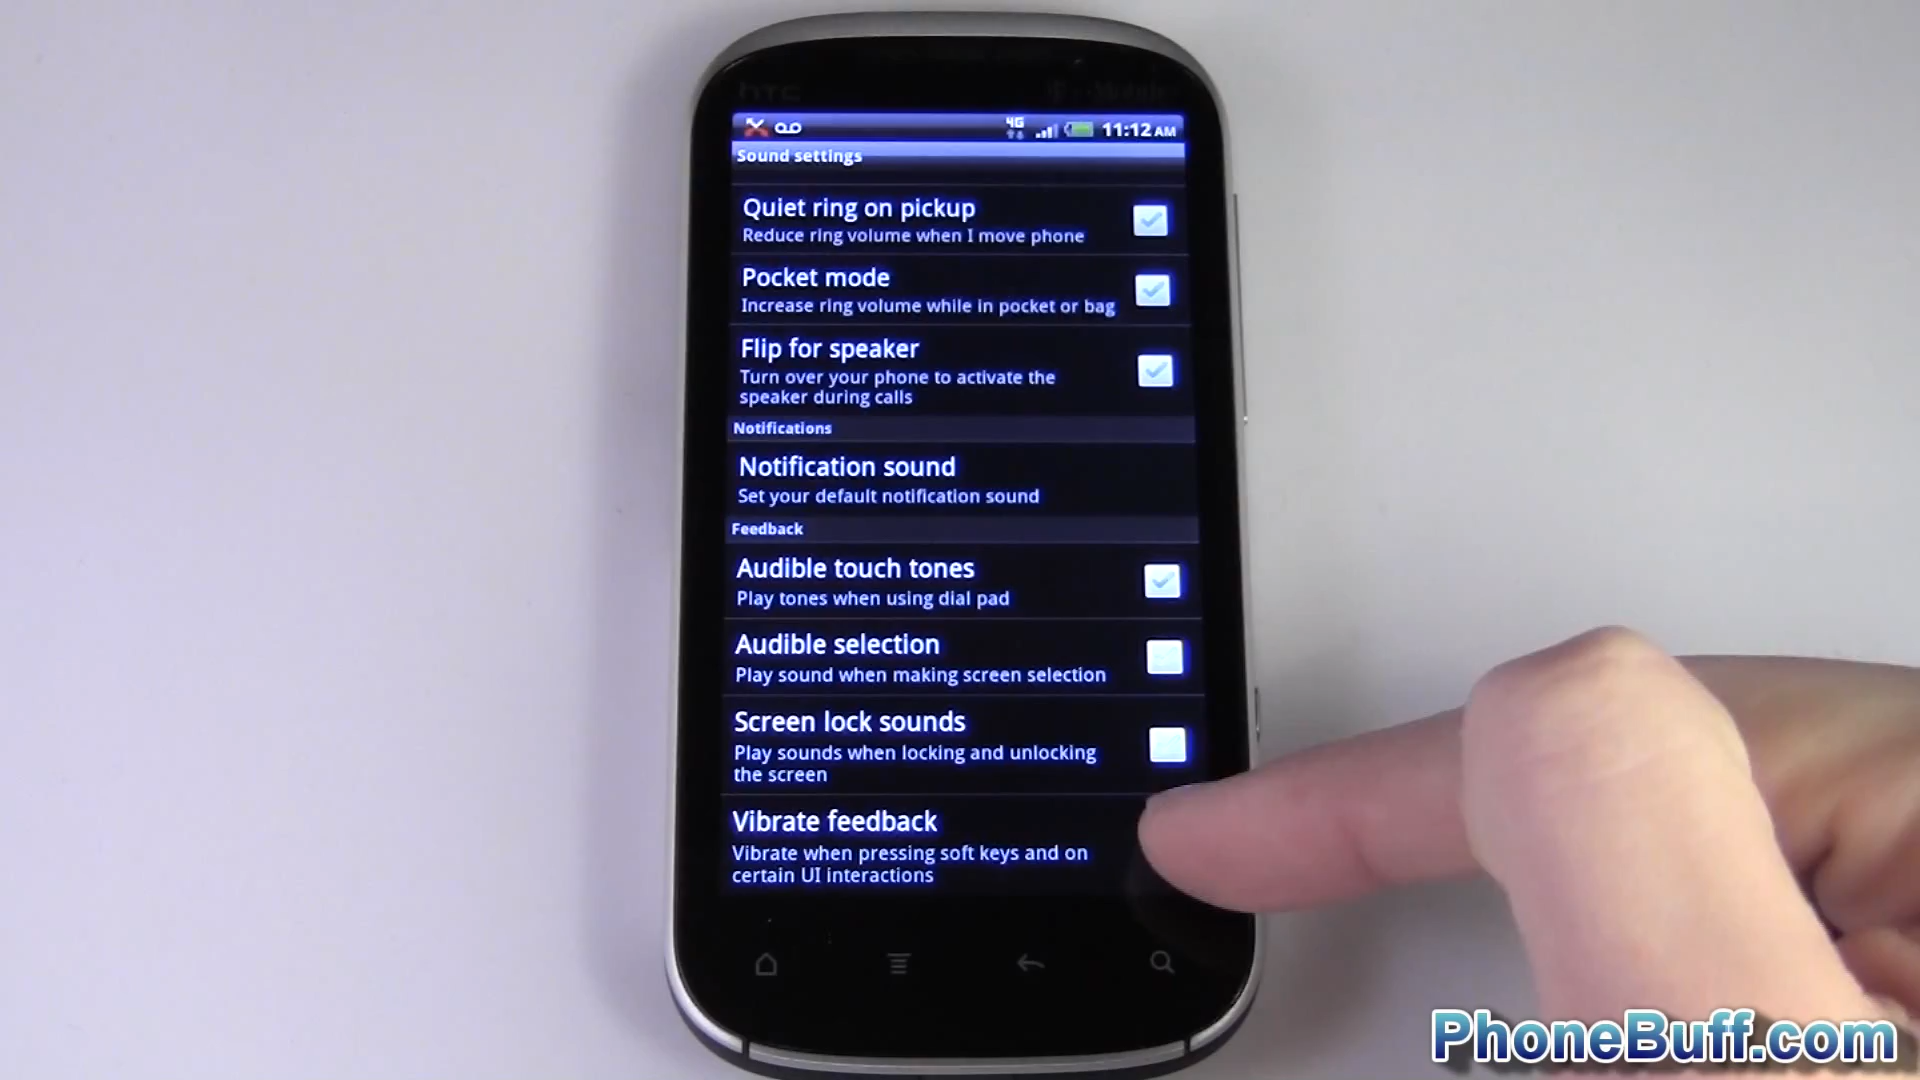 hTC
T-Mobile
4G
11:12 AM
Sound settings
Quiet ring on pickup
Reduce ring volume when I move phone
Pocket mode
Increase ring volume while in pocket or bag
Flip for speaker
Turn over your phone to activate the
speaker during calls
Notifications
Notification sound
Set your default notification sound
Feedback
Audible touch tones
Play tones when using dial pad
Audible selection
Play sound when making screen selection
Screen lock sounds
Play sounds when locking and unlocking
the screen
Vibrate feedback
Vibrate when pressing soft keys and on
certain UI interactions
PhoneBuff.com